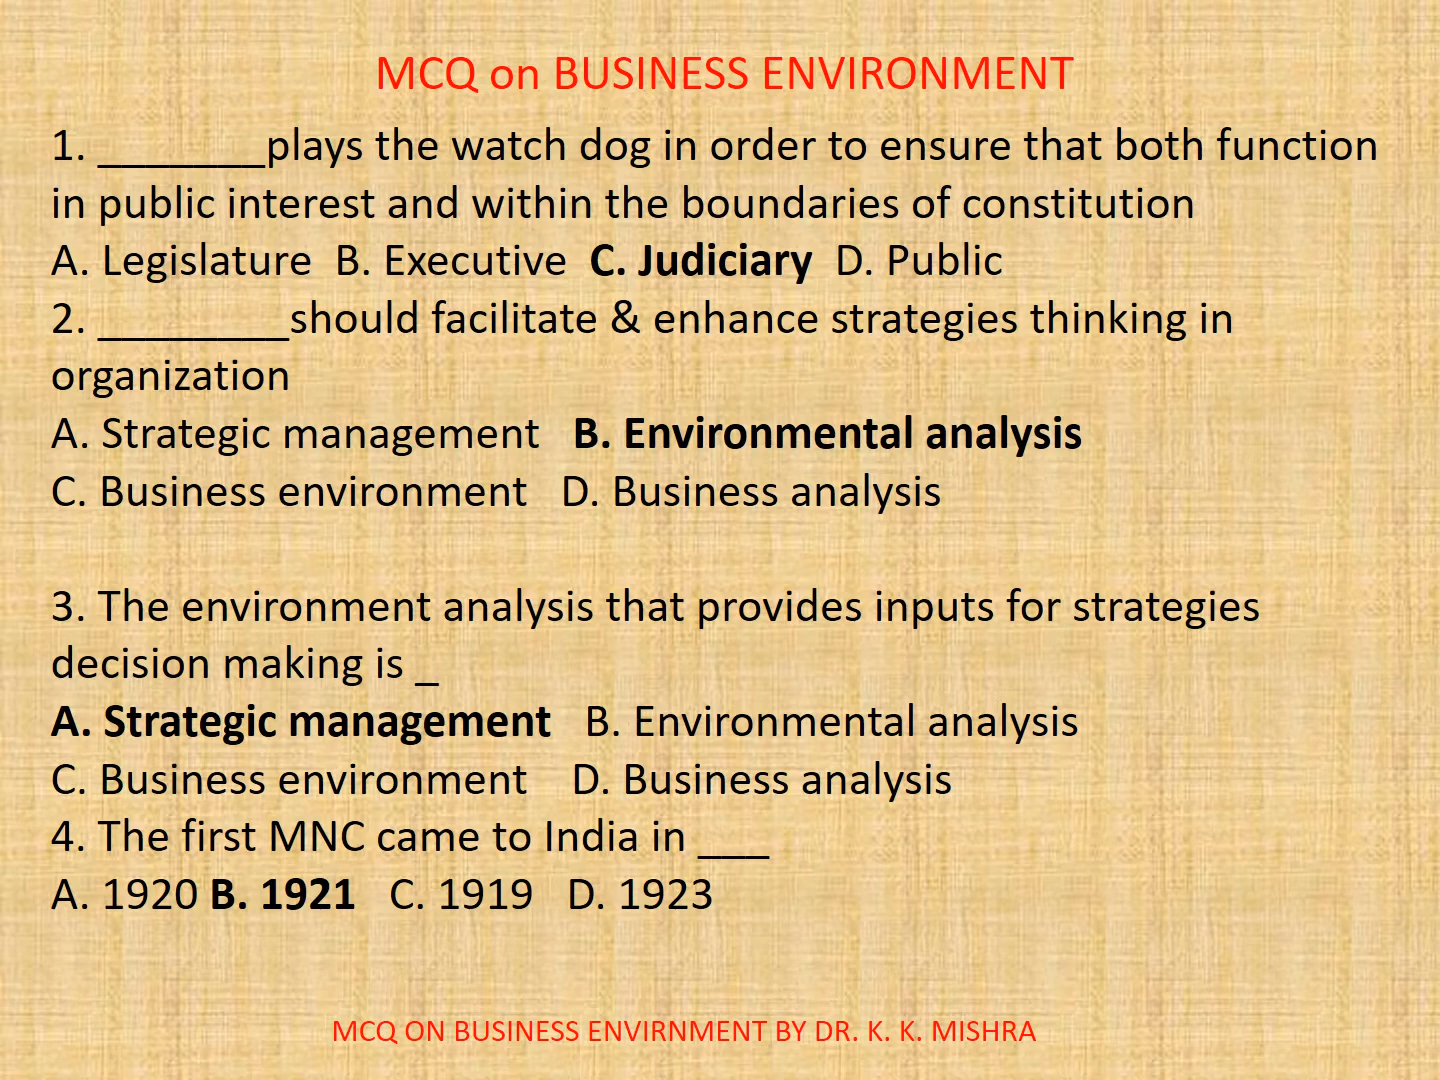 MCQ on BUSINESS ENVIRONMENT
1. _______plays the watch dog in order to ensure that both function
in public interest and within the boundaries of constitution
A. Legislature  B. Executive  C. Judiciary  D. Public
2. ________should facilitate & enhance strategies thinking in
organization
A. Strategic management   B. Environmental analysis
C. Business environment   D. Business analysis
3. The environment analysis that provides inputs for strategies
decision making is _
A. Strategic management   B. Environmental analysis
C. Business environment    D. Business analysis
4. The first MNC came to India in ___
A. 1920 B. 1921   C. 1919   D. 1923
MCQ ON BUSINESS ENVIRNMENT BY DR. K. K. MISHRA